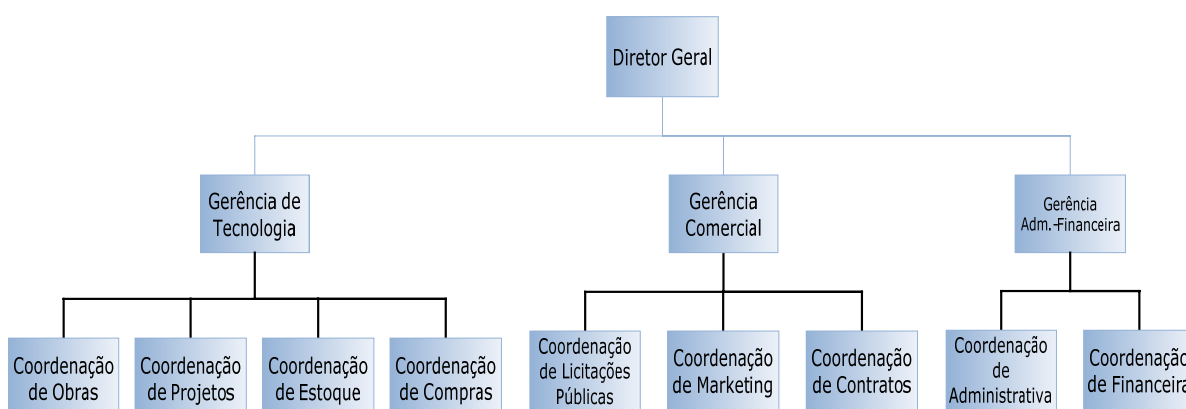 Diretor Geral
Gerência de
Tecnologia
Gerência
Comercial
Gerência
Adm.-Financeira
Coordenação
de Obras
Coordenação
de Projetos
Coordenação
de Estoque
Coordenação
de Compras
Coordenação
de Licitações
Públicas
Coordenação
de Marketing
Coordenação
de Contratos
Coordenação
de
Administrativa
Coordenação
de Financeira